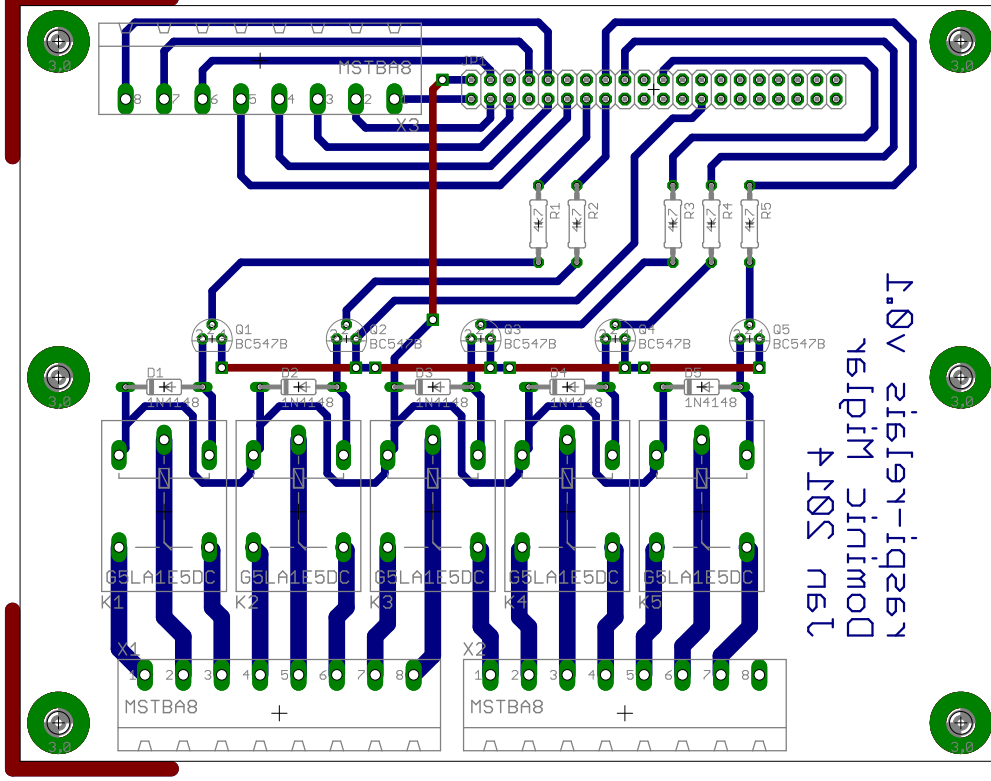 3,0
3,0
JP1
MSTBA8
8 7 6 5 4 3 2 1
X3
R1
R2
R3
R4
R5
4k7
4k7
4k7
4k7
4k7
Q1
BC547B
Q2
BC547B
Q3
BC547B
Q4
BC547B
Q5
BC547B
3,0
3,0
D1
1N4148
D2
1N4148
D3
1N4148
D4
1N4148
D5
1N4148
raspi-relais v0.1
Dominic Miglar
Jan 2014
G5LA1E5DC
G5LA1E5DC
G5LA1E5DC
G5LA1E5DC
G5LA1E5DC
K1
K2
K3
K4
K5
X1
1 2 3 4 5 6 7 8
MSTBA8
X2
1 2 3 4 5 6 7 8
MSTBA8
3,0
3,0